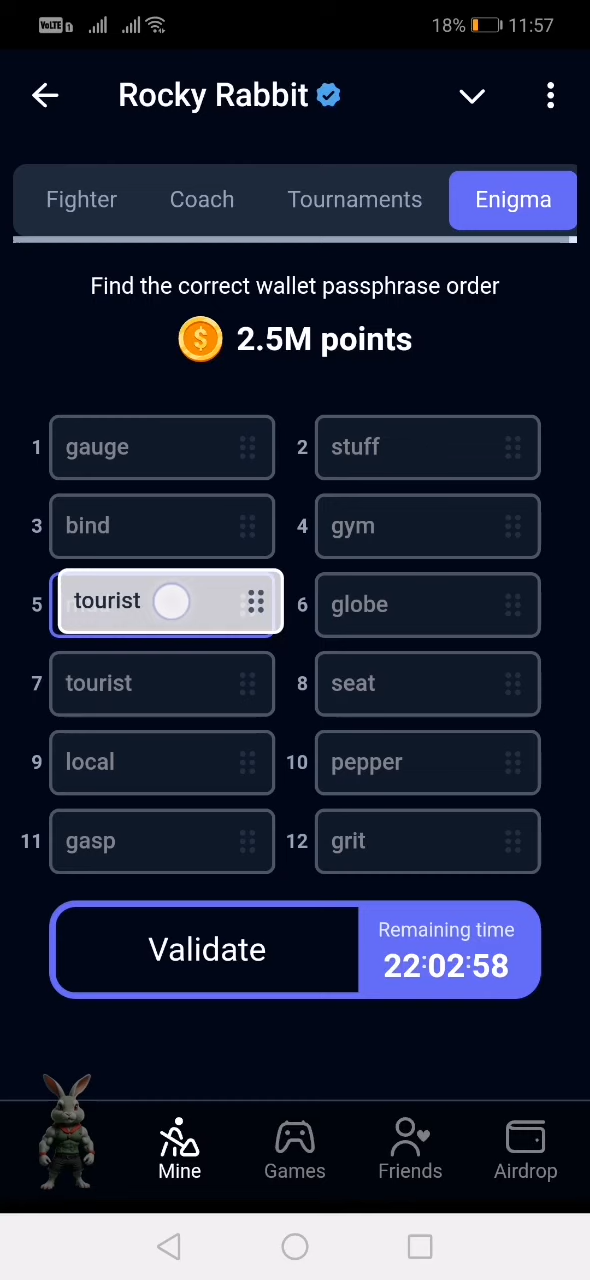 VoLTE 18% 11:57
Rocky Rabbit
Fighter Coach Tournaments Enigma
Find the correct wallet passphrase order
2.5M points
1 gauge 2 stuff
3 bind 4 gym
5 tourist 6 globe
7 tourist 8 seat
9 local 10 pepper
11 gasp 12 grit
Validate
Remaining time
22:02:58
Mine Games Friends Airdrop